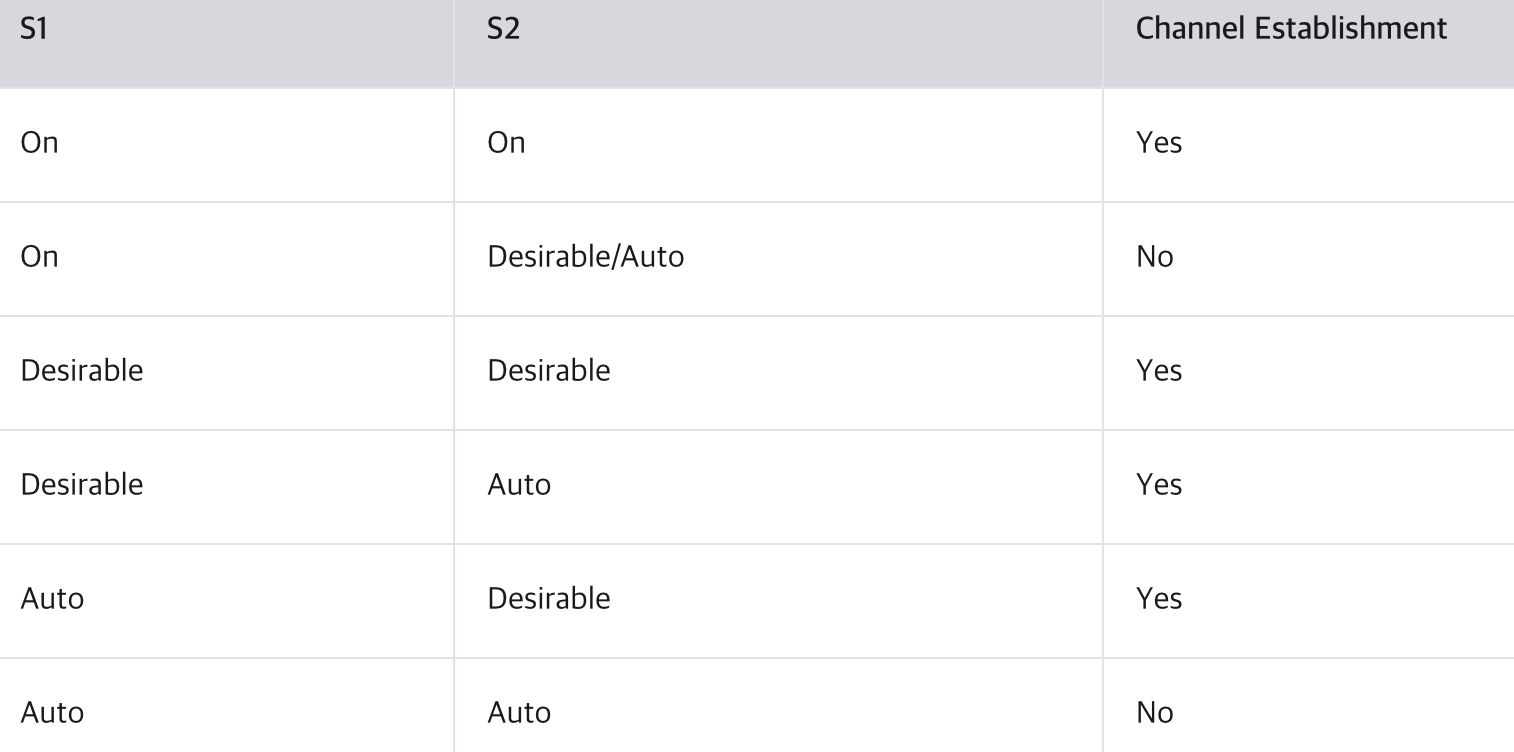 S1 S2 Channel Establishment
On On Yes
On Desirable/Auto No
Desirable Desirable Yes
Desirable Auto Yes
Auto Desirable Yes
Auto Auto No